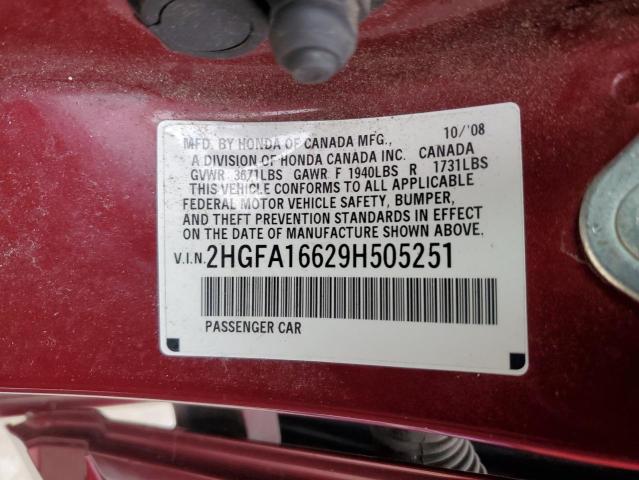 MFD. BY HONDA OF CANADA MFG., 10/'08
A DIVISION OF HONDA CANADA INC. CANADA
GVWR 3671LBS GAWR F 1940LBS R 1731LBS
THIS VEHICLE CONFORMS TO ALL APPLICABLE
FEDERAL MOTOR VEHICLE SAFETY, BUMPER,
AND THEFT PREVENTION STANDARDS IN EFFECT
ON THE DATE OF MANUFACTURE SHOWN ABOVE.
V.I.N. 2HGFA16629H505251
PASSENGER CAR